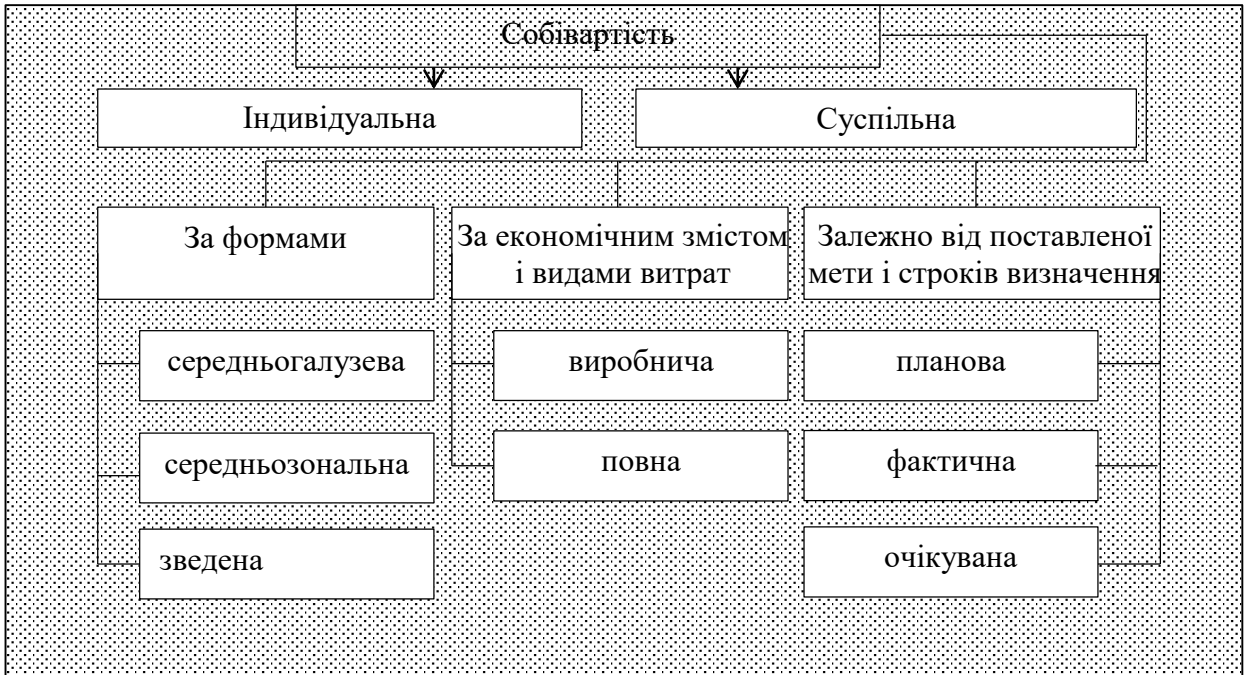 Собівартість
Індивідуальна
Суспільна
За формами
За економічним змістом
і видами витрат
Залежно від поставленої
мети і строків визначення
середньогалузева
виробнича
планова
середньозональна
повна
фактична
зведена
очікувана